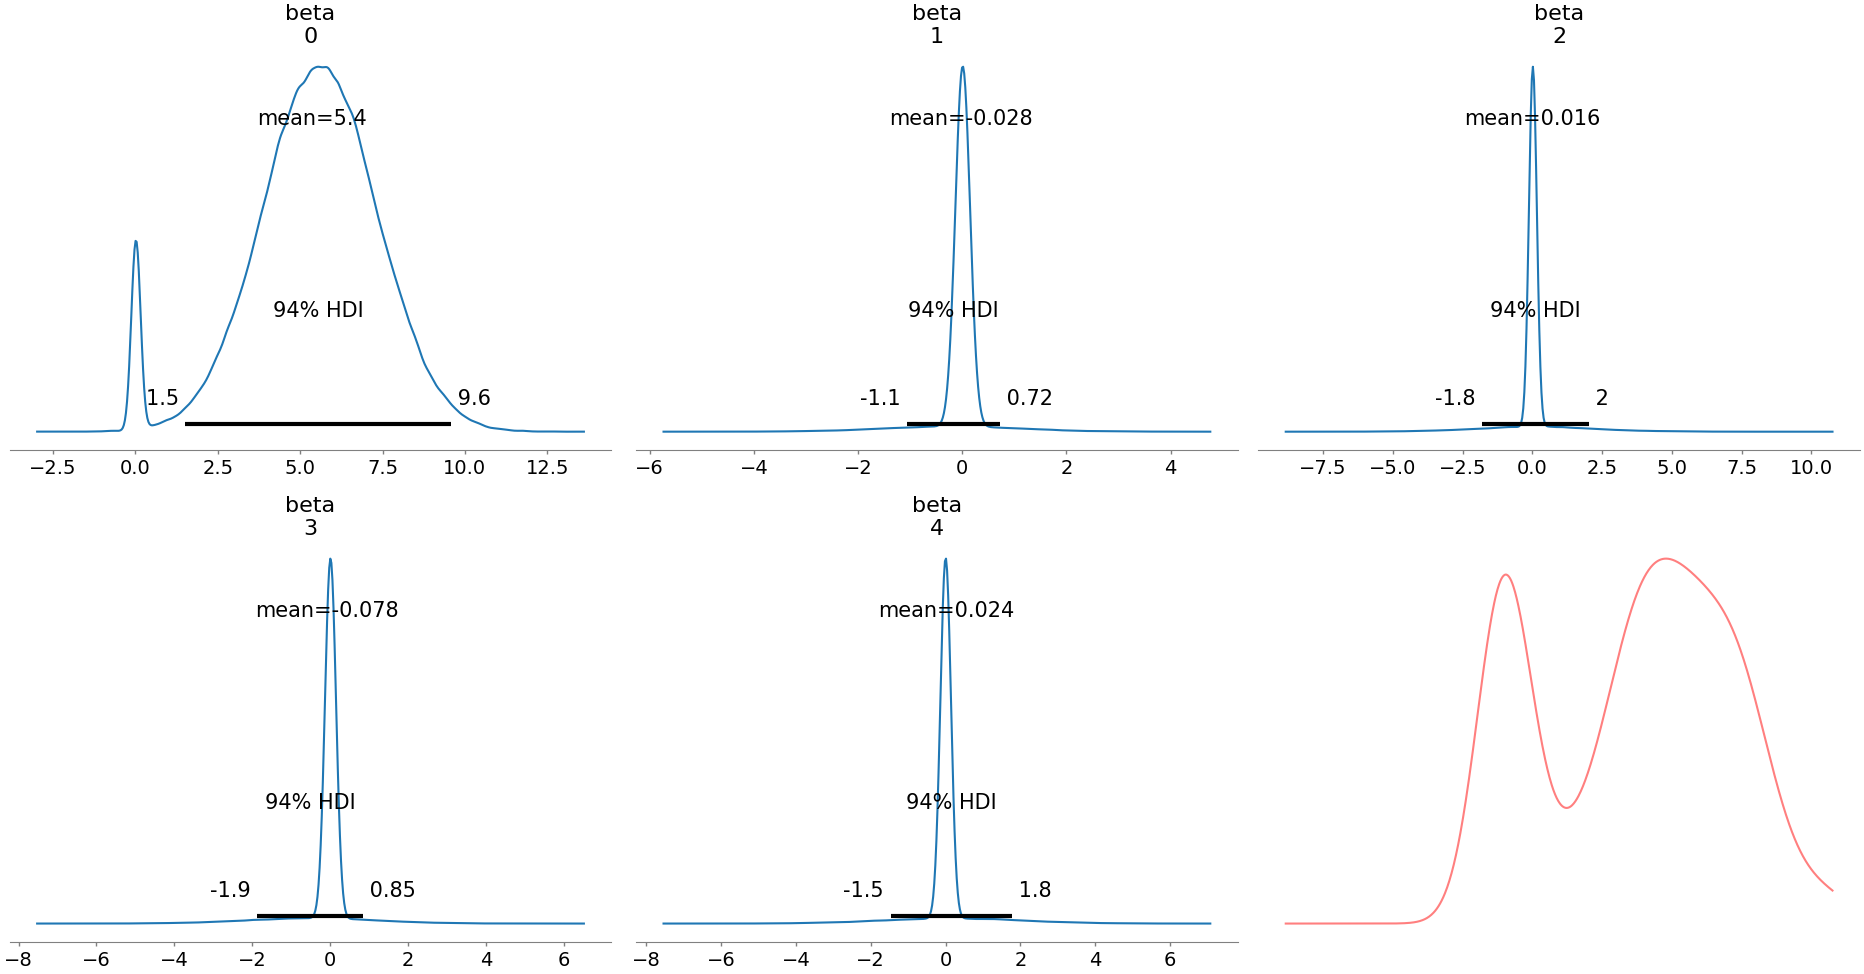 beta
0
mean=5.4
94% HDI
1.5 9.6
−2.5 0.0 2.5 5.0 7.5 10.0 12.5
beta
1
mean=-0.028
94% HDI
-1.1 0.72
−6 −4 −2 0 2 4
beta
2
mean=0.016
94% HDI
-1.8 2
−7.5 −5.0 −2.5 0.0 2.5 5.0 7.5 10.0
beta
3
mean=-0.078
94% HDI
-1.9 0.85
−8 −6 −4 −2 0 2 4 6
beta
4
mean=0.024
94% HDI
-1.5 1.8
−8 −6 −4 −2 0 2 4 6